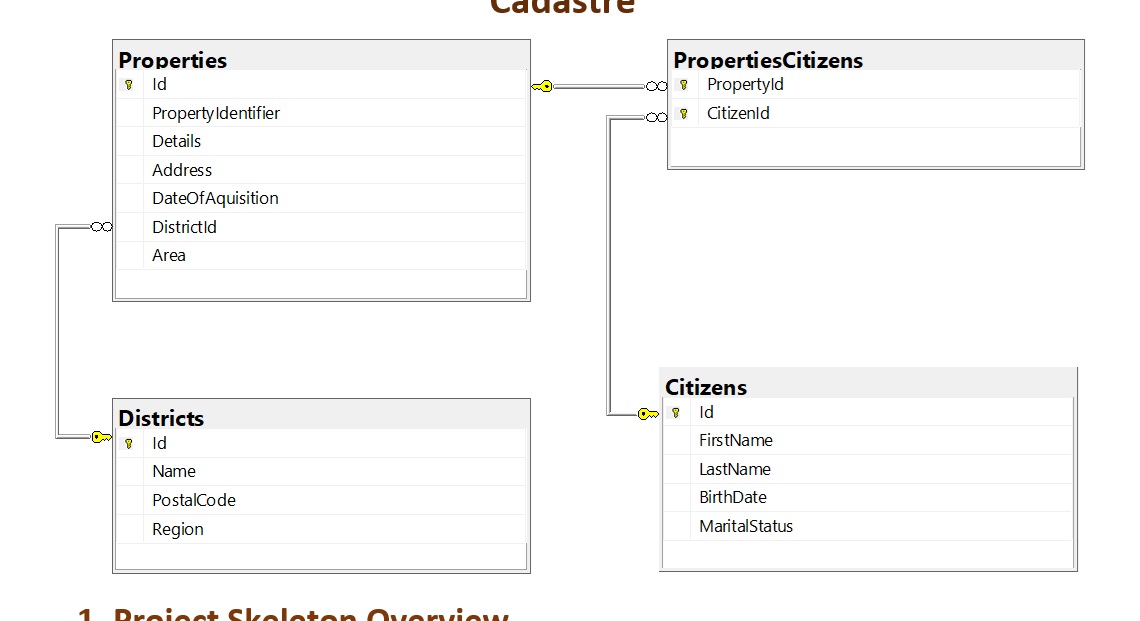 Cadastre
Properties
Id
PropertyIdentifier
Details
Address
DateOfAquisition
DistrictId
Area
PropertiesCitizens
PropertyId
CitizenId
Districts
Id
Name
PostalCode
Region
Citizens
Id
FirstName
LastName
BirthDate
MaritalStatus
1. Project Skeleton Overview